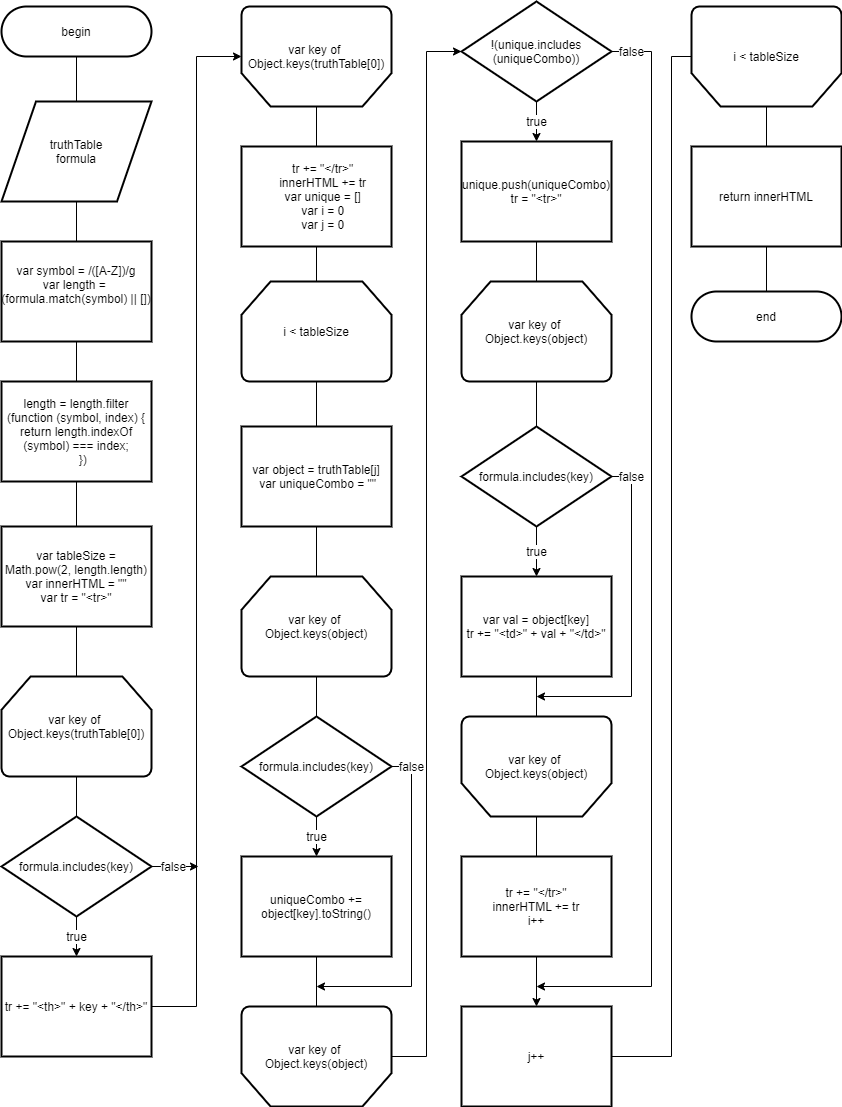 begin
truthTable
formula
var symbol = /([A-Z])/g
var length =
(formula.match(symbol) || [])
length = length.filter
(function (symbol, index) {
return length.indexOf
(symbol) === index;
})
var tableSize =
Math.pow(2, length.length)
var innerHTML = ""
var tr = "<tr>"
var key of
Object.keys(truthTable[0])
formula.includes(key)
false
true
tr += "<th>" + key + "</th>"
var key of
Object.keys(truthTable[0])
tr += "</tr>"
innerHTML += tr
var unique = []
var i = 0
var j = 0
i < tableSize
var object = truthTable[j]
var uniqueCombo = ""
var key of
Object.keys(object)
formula.includes(key)
false
true
uniqueCombo +=
object[key].toString()
var key of
Object.keys(object)
!(unique.includes
(uniqueCombo))
false
true
unique.push(uniqueCombo)
tr = "<tr>"
var key of
Object.keys(object)
formula.includes(key)
false
true
var val = object[key]
tr += "<td>" + val + "</td>"
var key of
Object.keys(object)
tr += "</tr>"
innerHTML += tr
i++
j++
i < tableSize
return innerHTML
end